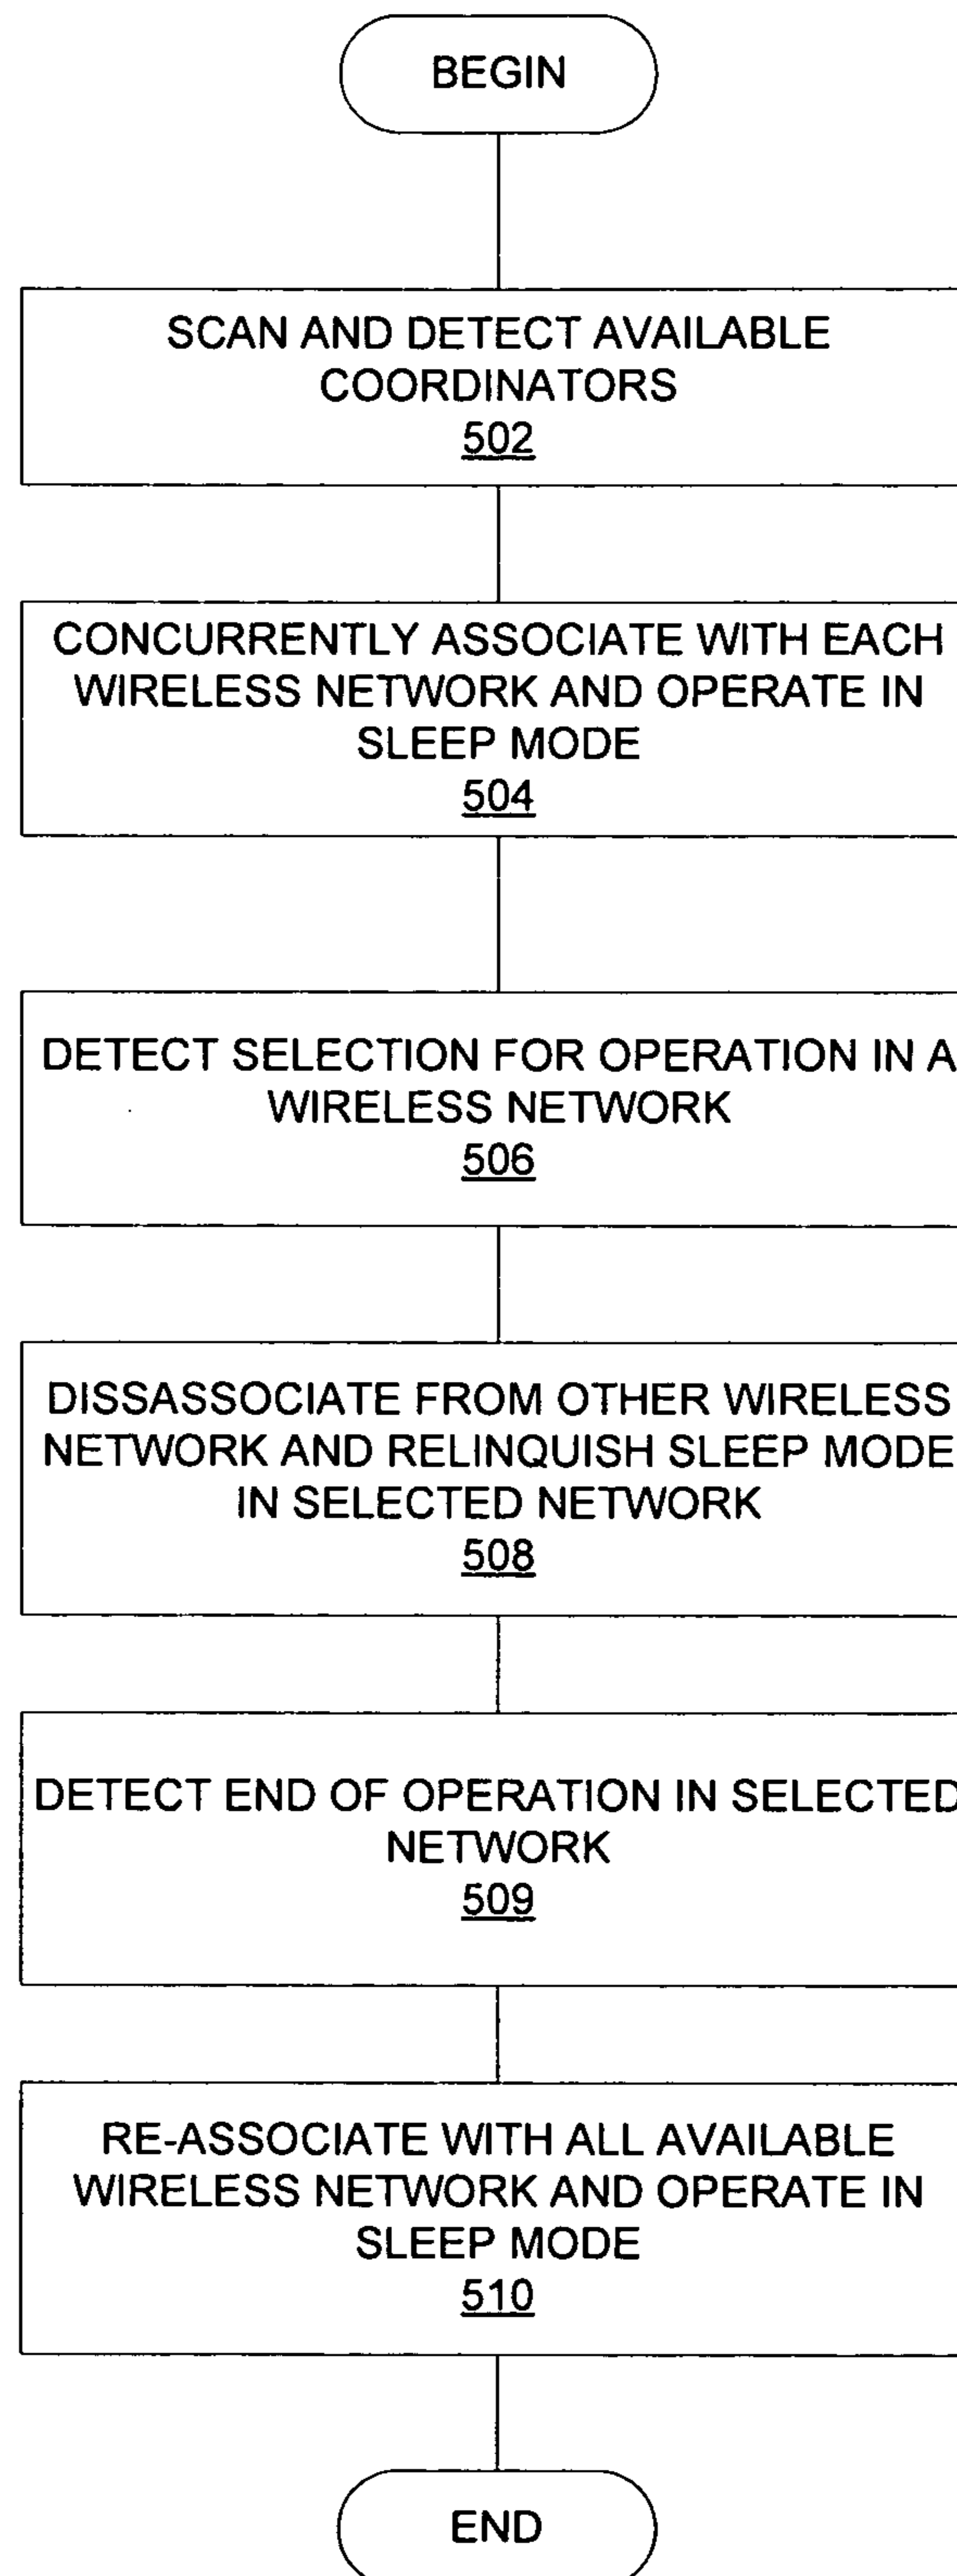 BEGIN
SCAN AND DETECT AVAILABLE
COORDINATORS
502
CONCURRENTLY ASSOCIATE WITH EACH
WIRELESS NETWORK AND OPERATE IN
SLEEP MODE
504
DETECT SELECTION FOR OPERATION IN A
WIRELESS NETWORK
506
DISSASSOCIATE FROM OTHER WIRELESS
NETWORK AND RELINQUISH SLEEP MODE
IN SELECTED NETWORK
508
DETECT END OF OPERATION IN SELECTED
NETWORK
509
RE-ASSOCIATE WITH ALL AVAILABLE
WIRELESS NETWORK AND OPERATE IN
SLEEP MODE
510
END